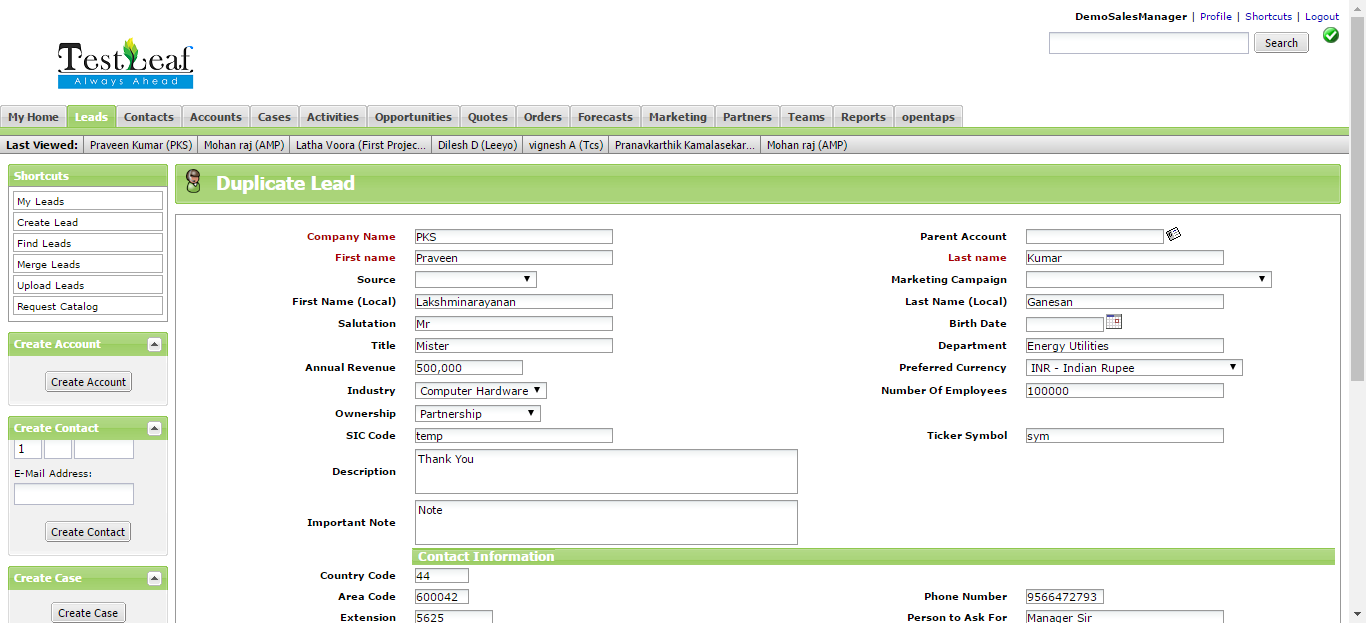 DemoSalesManager | Profile | Shortcuts | Logout
Search
TestLeaf
Always Ahead
My Home Leads Contacts Accounts Cases Activities Opportunities Quotes Orders Forecasts Marketing Partners Teams Reports opentaps
Last Viewed: Praveen Kumar (PKS) Mohan raj (AMP) Latha Voora (First Projec... Dilesh D (Leeyo) vignesh A (Tcs) Pranavkarthik Kamalasekar... Mohan raj (AMP)
Shortcuts
My Leads
Create Lead
Find Leads
Merge Leads
Upload Leads
Request Catalog
Create Account
Create Account
Create Contact
1
E-Mail Address:
Create Contact
Create Case
Create Case
Duplicate Lead
Company Name PKS Parent Account
First name Praveen Last name Kumar
Source Marketing Campaign
First Name (Local) Lakshminarayanan Last Name (Local) Ganesan
Salutation Mr Birth Date
Title Mister Department Energy Utilities
Annual Revenue 500,000 Preferred Currency INR - Indian Rupee
Industry Computer Hardware Number Of Employees 100000
Ownership Partnership
SIC Code temp Ticker Symbol sym
Description Thank You
Important Note Note
Contact Information
Country Code 44
Area Code 600042 Phone Number 9566472793
Extension 5625 Person to Ask For Manager Sir